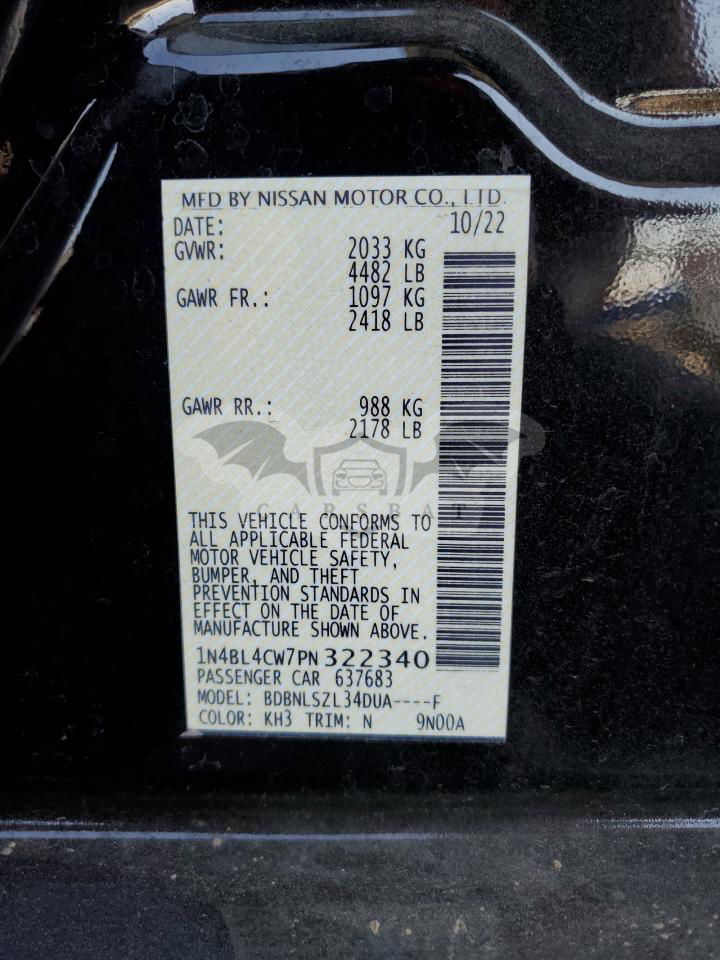 MFD BY NISSAN MOTOR CO., LTD.
DATE: 10/22
GVWR: 2033 KG
4482 LB
GAWR FR.: 1097 KG
2418 LB
GAWR RR.: 988 KG
2178 LB
CARSBAT
THIS VEHICLE CONFORMS TO
ALL APPLICABLE FEDERAL
MOTOR VEHICLE SAFETY,
BUMPER, AND THEFT
PREVENTION STANDARDS IN
EFFECT ON THE DATE OF
MANUFACTURE SHOWN ABOVE.
1N4BL4CW7PN322340
PASSENGER CAR 637683
MODEL: BDBNLSZL34DUA----F
COLOR: KH3 TRIM: N 9N00A